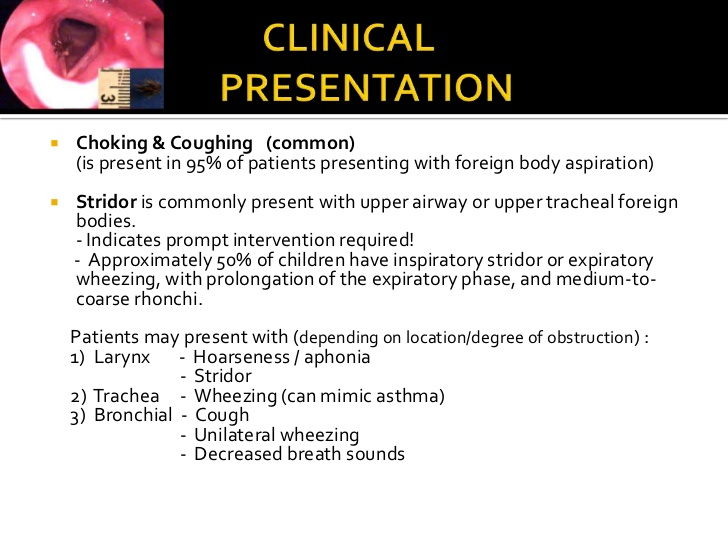 CLINICAL
PRESENTATION
Choking & Coughing (common)
(is present in 95% of patients presenting with foreign body aspiration)
Stridor is commonly present with upper airway or upper tracheal foreign
bodies.
- Indicates prompt intervention required!
- Approximately 50% of children have inspiratory stridor or expiratory
wheezing, with prolongation of the expiratory phase, and medium-to-
coarse rhonchi.
Patients may present with (depending on location/degree of obstruction) :
1) Larynx - Hoarseness / aphonia
- Stridor
2) Trachea - Wheezing (can mimic asthma)
3) Bronchial - Cough
- Unilateral wheezing
- Decreased breath sounds